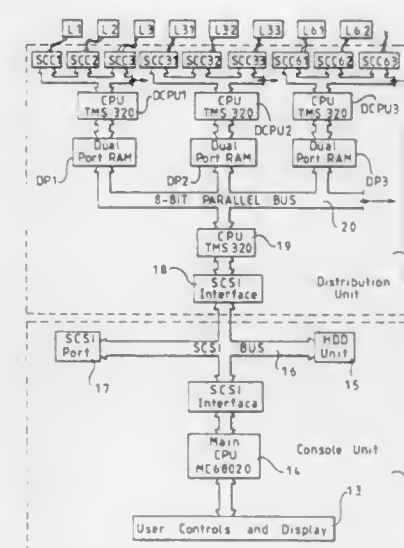 L1 L2 L3 L31 L32 L33 L61 L62
SCC1 SCC2 SCC3 SCC31 SCC32 SCC33 SCC61 SCC62 SCC63
CPU TMS 320 DCPU1 CPU TMS 320 DCPU2 CPU TMS 320 DCPU3
Dual Port RAM Dual Port RAM Dual Port RAM
DP1 DP2 DP3
8-BIT PARALLEL BUS
20
CPU TMS320
19
18
SCSI Interface
Distribution Unit
SCSI Port
SCSI BUS
HDD Unit
17
16
15
SCSI Interfaca
Main CPU MC68020
14
Console Unit
13
User Controls and Display